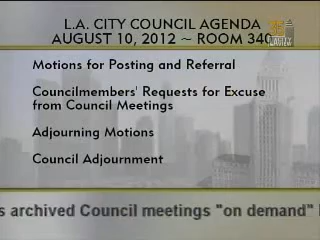 L.A. CITY COUNCIL AGENDA
AUGUST 10, 2012 ~ ROOM 340
Motions for Posting and Referral
Councilmembers' Requests for Excuse
from Council Meetings
Adjourning Motions
Council Adjournment
s archived Council meetings "on demand"